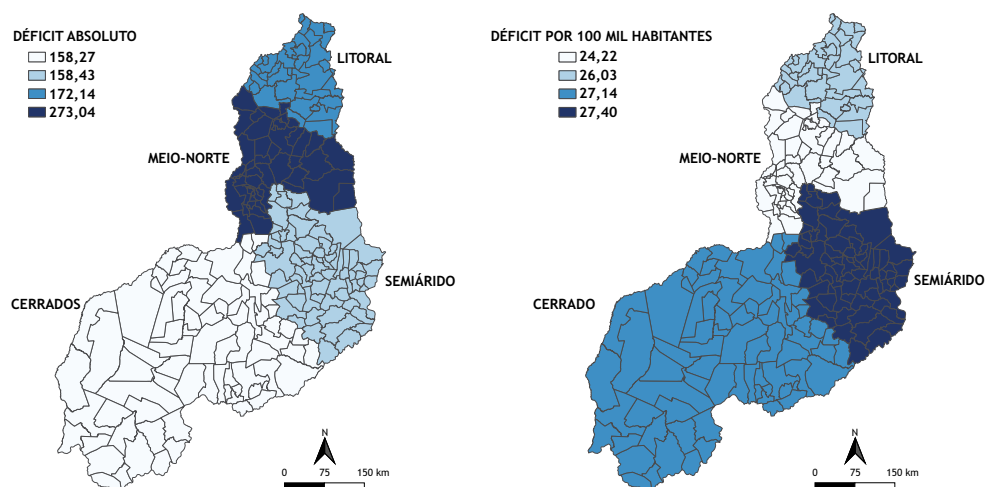 DÉFICIT ABSOLUTO
158,27
158,43
172,14
273,04
LITORAL
MEIO-NORTE
SEMIÁRIDO
CERRADOS
N
0 75 150 km
DÉFICIT POR 100 MIL HABITANTES
24,22
26,03
27,14
27,40
LITORAL
MEIO-NORTE
SEMIÁRIDO
CERRADO
N
0 75 150 km